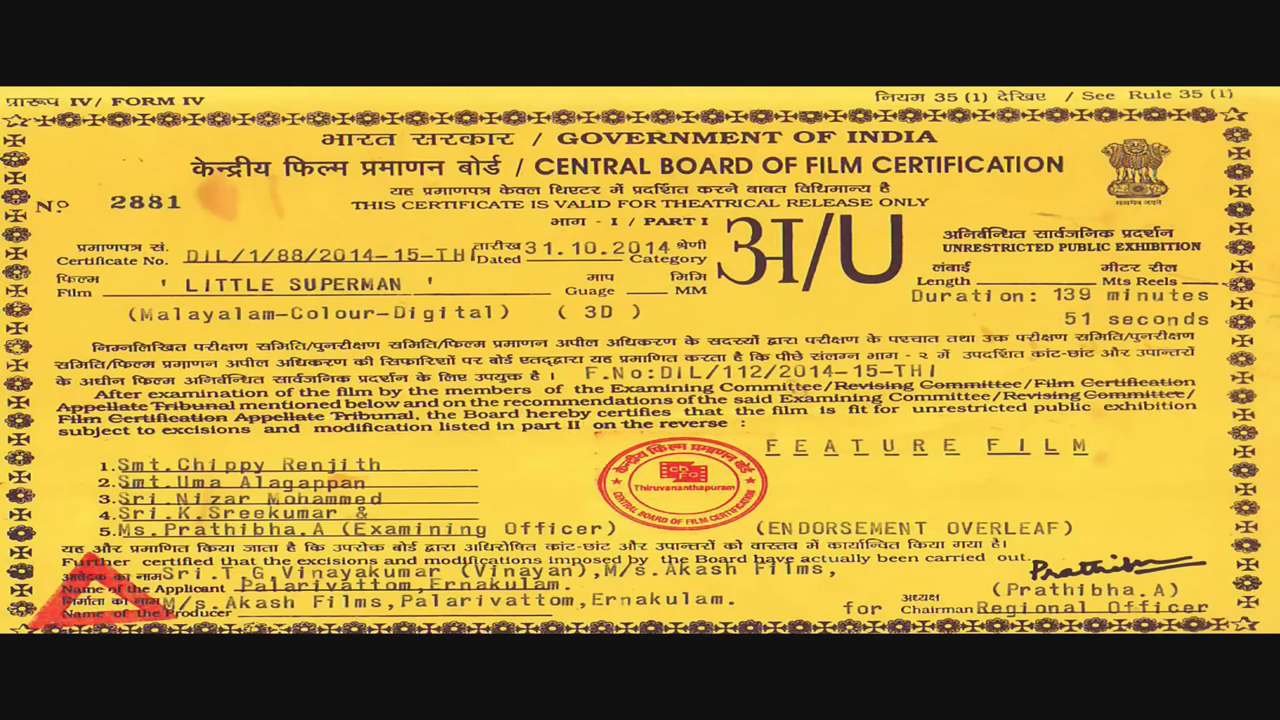 प्रारूप IV/ FORM IV
नियम 35 (1) देखिए / See Rule 35 (1)
भारत सरकार / GOVERNMENT OF INDIA
केन्द्रीय फिल्म प्रमाणन बोर्ड / CENTRAL BOARD OF FILM CERTIFICATION
यह प्रमाणपत्र केवल थिएटर में प्रदर्शित करने बाबत विधिमान्य है
Nº 2881 THIS CERTIFICATE IS VALID FOR THEATRICAL RELEASE ONLY
सत्यमेव जयते
भाग - I / PART I
प्रमाणपत्र सं. तारीख श्रेणी
Certificate No. DIL/1/88/2014-15-THI Dated 31.10.2014 Category
अ/U
अनिर्बन्धित सार्वजनिक प्रदर्शन
UNRESTRICTED PUBLIC EXHIBITION
फिल्म माप मिमि लंबाई मीटर रील
Film ' LITTLE SUPERMAN ' Guage MM Length Mts Reels
Duration: 139 minutes
(Malayalam-Colour-Digital) ( 3D ) 51 seconds
निम्नलिखित परीक्षण समिति/पुनरीक्षण समिति/फिल्म प्रमाणन अपील अधिकरण के सदस्यों द्वारा परीक्षण के पश्चात तथा उक्त परीक्षण समिति/पुनरीक्षण
समिति/फिल्म प्रमाणन अपील अधिकरण की सिफारिशों पर बोर्ड एतद्द्वारा यह प्रमाणित करता है कि पीछे संलग्न भाग - २ में उपदर्शित कांट-छांट और उपान्तरों
के अधीन फिल्म अनिर्बन्धित सार्वजनिक प्रदर्शन के लिए उपयुक्त है । F.No:DIL/112/2014-15-THI
After examination of the film by the members of the Examining Committee/Revising Committee/Film Certification
Appellate Tribunal mentioned below and on the recommendations of the said Examining Committee/Revising Committee/
Film Certification Appellate Tribunal, the Board hereby certifies that the film is fit for unrestricted public exhibition
subject to excisions and modification listed in part II on the reverse :
FEATURE FILM
1. Smt.Chippy Renjith
2. Smt.Uma Alagappan
3. Sri.Nizar Mohammed
4. Sri.K.Sreekumar &
5. Ms.Prathibha.A (Examining Officer) (ENDORSEMENT OVERLEAF)
केन्द्रीय फिल्म प्रमाणन बोर्ड
cbfc
Thiruvananthapuram
CENTRAL BOARD OF FILM CERTIFICATION
यह और प्रमाणित किया जाता है कि उपरोक्त बोर्ड द्वारा अधिरोपित कांट-छांट और उपान्तरों को वास्तव में कार्यान्वित किया गया है।
Further certified that the excisions and modifications imposed by the Board have actually been carried out.
आवेदक का नाम Sri.T.G.Vinayakumar (Vinayan),M/s.Akash Films,
Name of the Applicant Palarivattom,Ernakulam.
Prathibha
(Prathibha.A)
निर्माता का नाम M/s.Akash Films,Palarivattom,Ernakulam.
Name of the Producer
for अध्यक्ष
Chairman Regional Officer